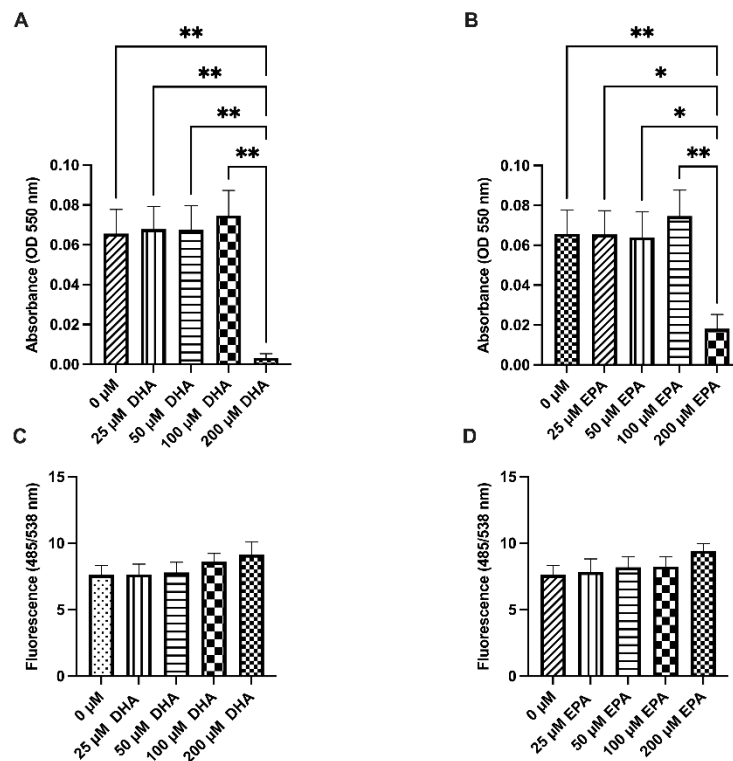 A
**
**
**
**
Absorbance (OD 550 nm)
0.10
0.08
0.06
0.04
0.02
0.00
0 µM
25 µM DHA
50 µM DHA
100 µM DHA
200 µM DHA
B
**
*
*
**
Absorbance (OD 550 nm)
0.10
0.08
0.06
0.04
0.02
0.00
0 µM
25 µM EPA
50 µM EPA
100 µM EPA
200 µM EPA
C
Fluorescence (485/538 nm)
15
10
5
0
0 µM
25 µM DHA
50 µM DHA
100 µM DHA
200 µM DHA
D
Fluorescence (485/538 nm)
15
10
5
0
0 µM
25 µM EPA
50 µM EPA
100 µM EPA
200 µM EPA